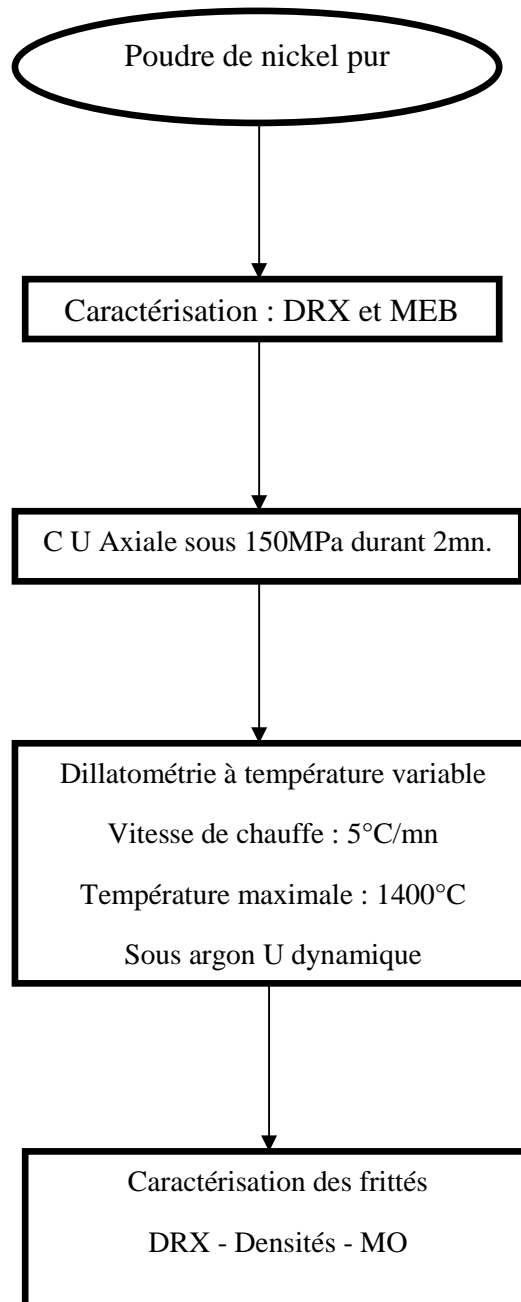 Poudre de nickel pur
Caractérisation : DRX et MEB
C U Axiale sous 150MPa durant 2mn.
Dillatométrie à température variable
Vitesse de chauffe : 5°C/mn
Température maximale : 1400°C
Sous argon U dynamique
Caractérisation des frittés
DRX - Densités - MO